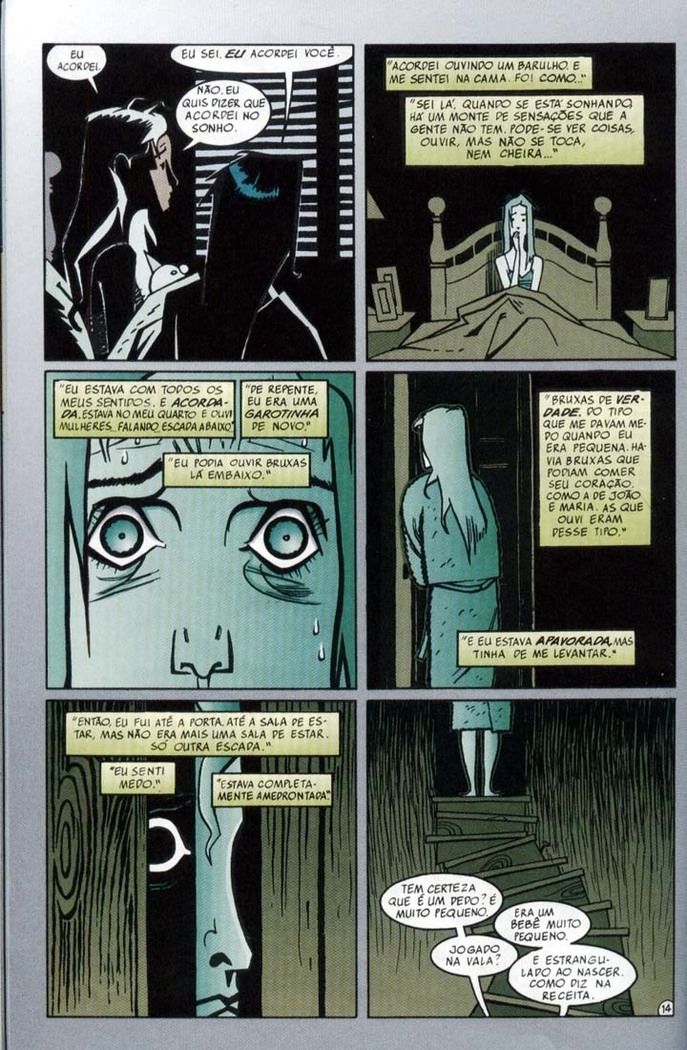 EU
ACORDEI.
EU SEI. EU ACORDEI VOCÊ.
NÃO. EU
QUIS DIZER QUE
ACORDEI NO
SONHO.
"ACORDEI OUVINDO UM BARULHO. E
ME SENTEI NA CAMA. FOI COMO..."
"SEI LÁ. QUANDO SE ESTÁ SONHANDO,
HÁ UM MONTE DE SENSAÇÕES QUE A
GENTE NÃO TEM. PODE-SE VER COISAS,
OUVIR, MAS NÃO SE TOCA,
NEM CHEIRA..."
"EU ESTAVA COM TODOS OS
MEUS SENTIDOS. E ACORDA-
DA. ESTAVA NO MEU QUARTO E OUVI
MULHERES FALANDO, ESCADA ABAIXO."
"DE REPENTE,
EU ERA UMA
GAROTINHA
DE NOVO."
"EU PODIA OUVIR BRUXAS
LÁ EMBAIXO."
"BRUXAS DE VER-
DADE. DO TIPO
QUE ME DAVAM ME-
DO QUANDO EU
ERA PEQUENA. HA-
VIA BRUXAS QUE
PODIAM COMER
SEU CORAÇÃO.
COMO A DE JOÃO
E MARIA. AS QUE
OUVI ERAM
DESSE TIPO."
"E EU ESTAVA APAVORADA, MAS
TINHA DE ME LEVANTAR."
"ENTÃO, EU FUI ATÉ A PORTA. ATÉ A SALA DE ES-
TAR, MAS NÃO ERA MAIS UMA SALA DE ESTAR.
SÓ OUTRA ESCADA."
"EU SENTI
MEDO."
"ESTAVA COMPLETA-
MENTE AMEDRONTADA."
TEM CERTEZA
QUE É UM DEDO? É
MUITO PEQUENO.
ERA UM
BEBÊ MUITO
PEQUENO.
JOGADO
NA VALA?
E ESTRANGU-
LADO AO NASCER.
COMO DIZ NA
RECEITA.
14